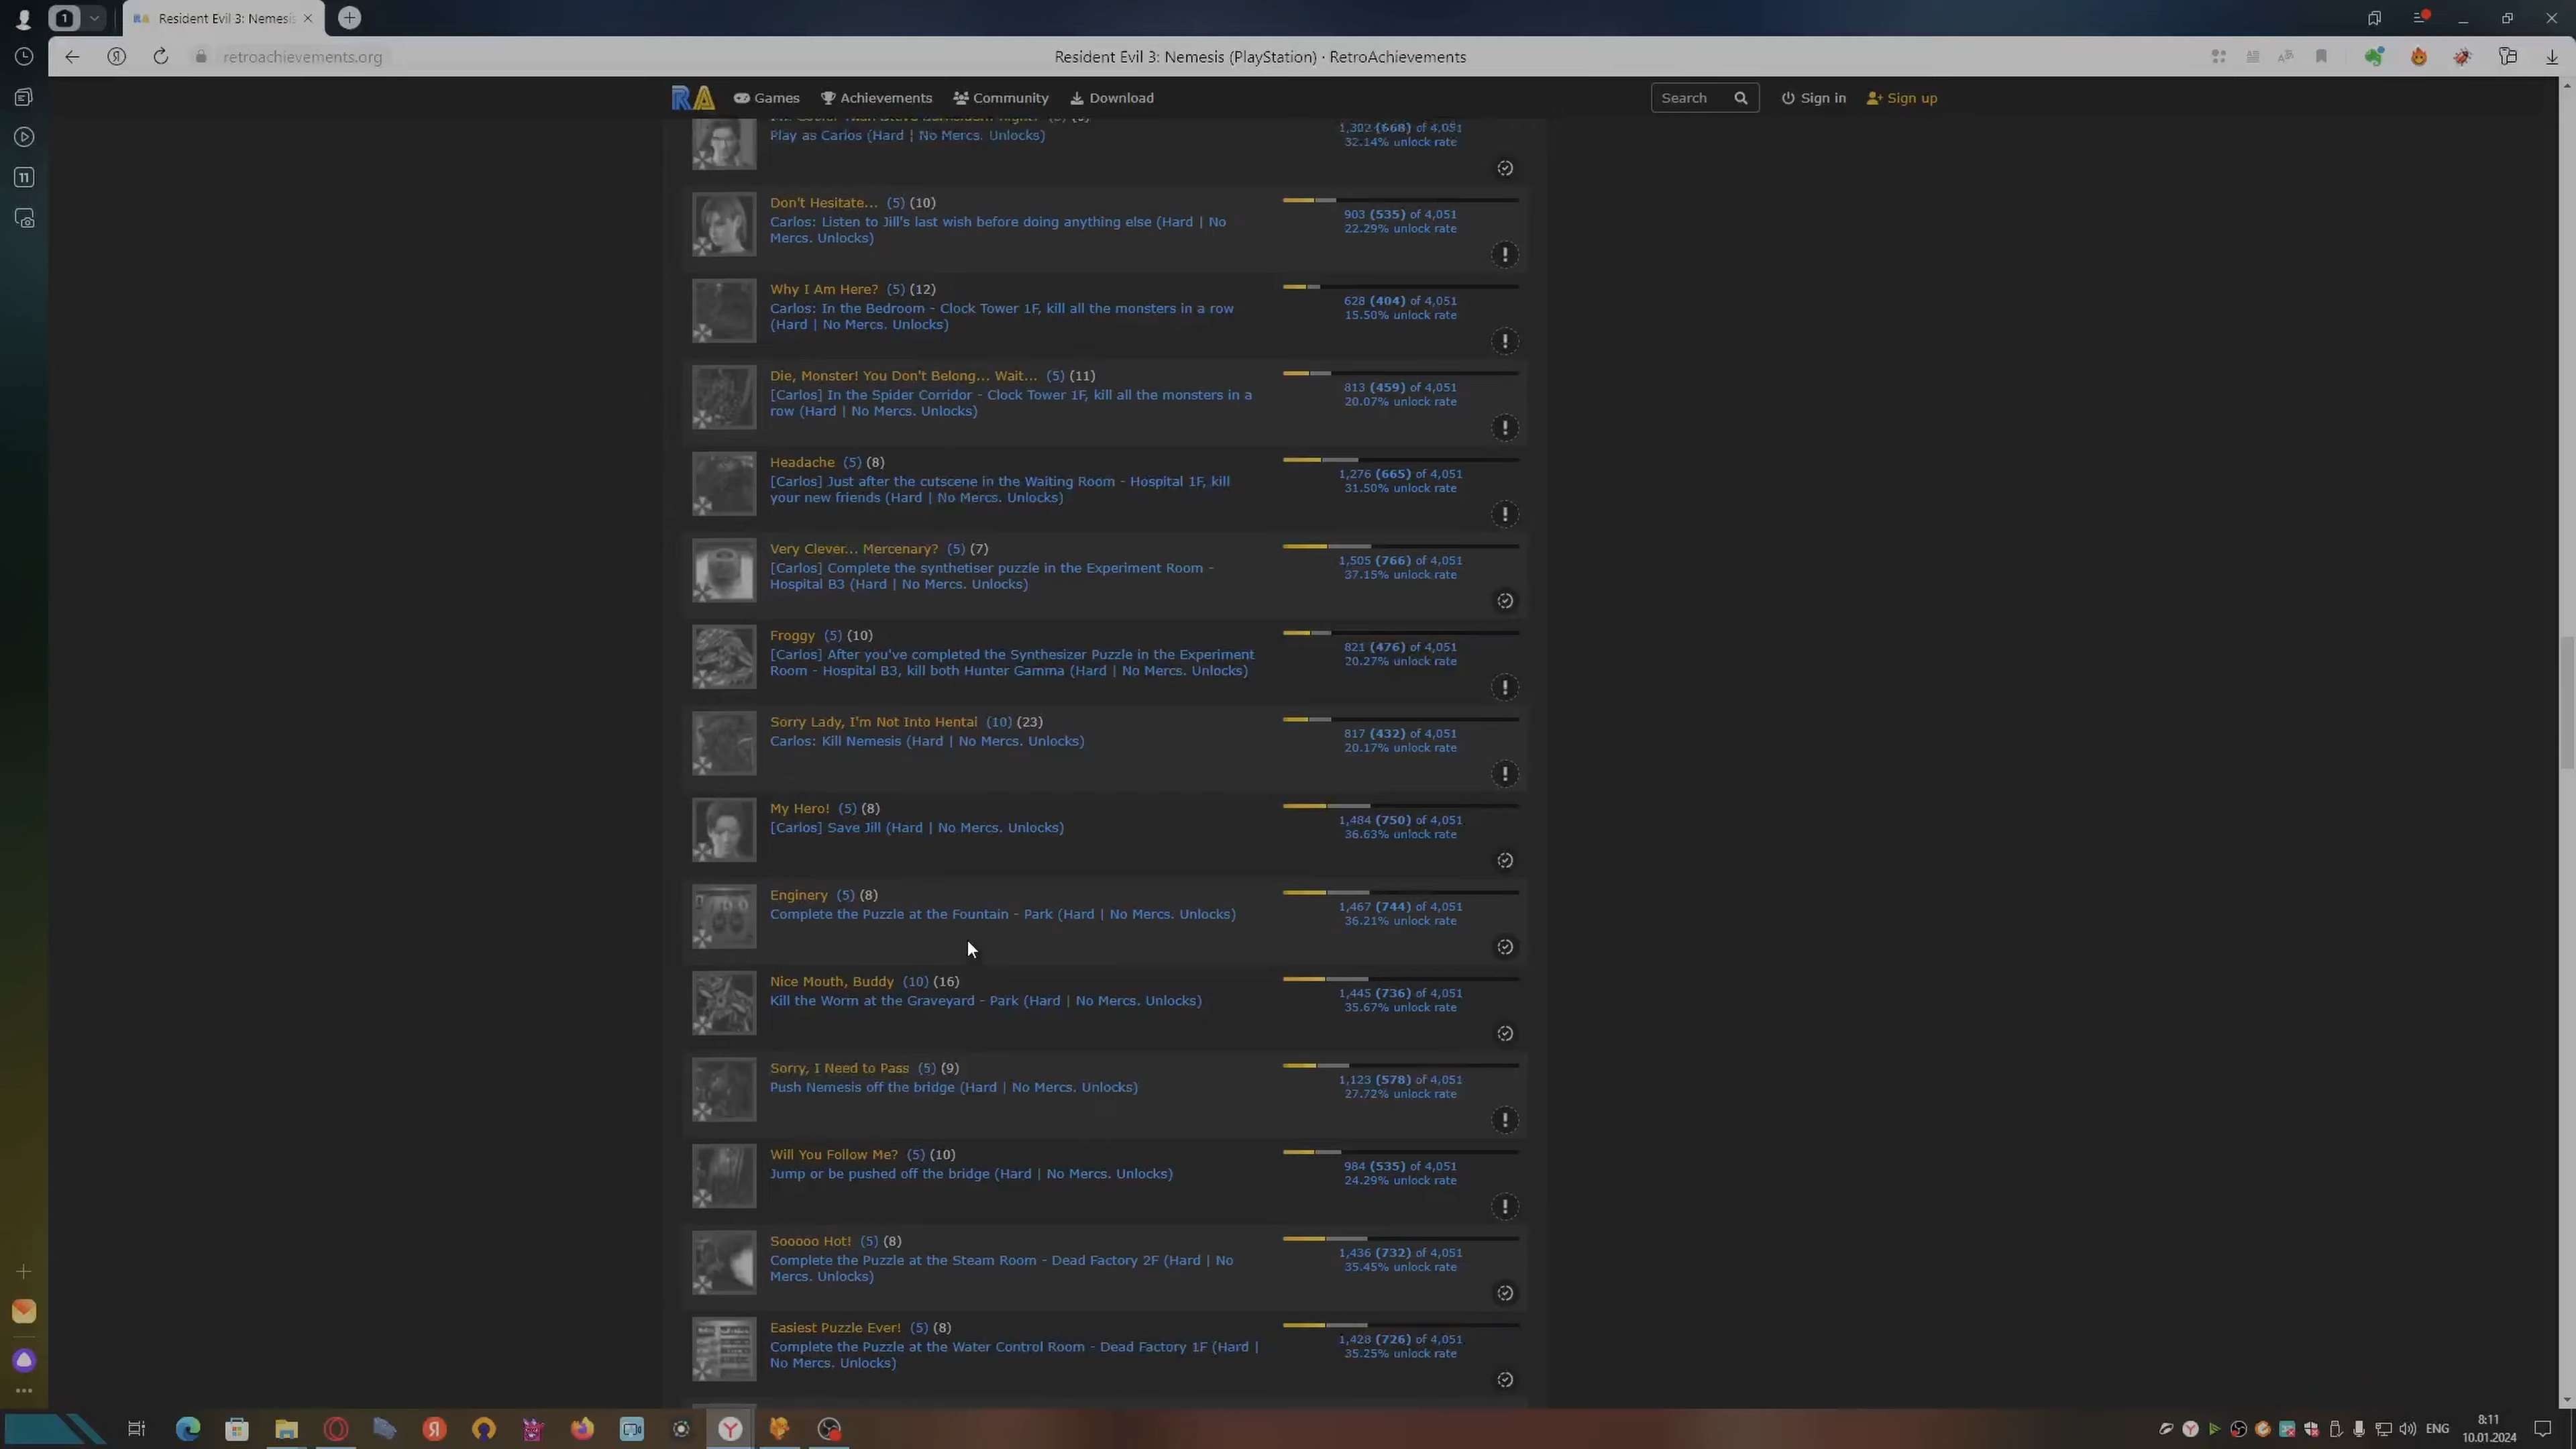 1
Resident Evil 3: Nemesis
retroachievements.org
Resident Evil 3: Nemesis (PlayStation) · RetroAchievements
11
RA
Games
Achievements
Community
Download
Search
Sign in
Sign up
Play as Carlos (Hard | No Mercs. Unlocks)
1,302 (668) of 4,051
32.14% unlock rate
Don't Hesitate... (5) (10)
Carlos: Listen to Jill's last wish before doing anything else (Hard | No
Mercs. Unlocks)
903 (535) of 4,051
22.29% unlock rate
Why I Am Here? (5) (12)
Carlos: In the Bedroom - Clock Tower 1F, kill all the monsters in a row
(Hard | No Mercs. Unlocks)
628 (404) of 4,051
15.50% unlock rate
Die, Monster! You Don't Belong... Wait... (5) (11)
[Carlos] In the Spider Corridor - Clock Tower 1F, kill all the monsters in a
row (Hard | No Mercs. Unlocks)
813 (459) of 4,051
20.07% unlock rate
Headache (5) (8)
[Carlos] Just after the cutscene in the Waiting Room - Hospital 1F, kill
your new friends (Hard | No Mercs. Unlocks)
1,276 (665) of 4,051
31.50% unlock rate
Very Clever... Mercenary? (5) (7)
[Carlos] Complete the synthetiser puzzle in the Experiment Room -
Hospital B3 (Hard | No Mercs. Unlocks)
1,505 (766) of 4,051
37.15% unlock rate
Froggy (5) (10)
[Carlos] After you've completed the Synthesizer Puzzle in the Experiment
Room - Hospital B3, kill both Hunter Gamma (Hard | No Mercs. Unlocks)
821 (476) of 4,051
20.27% unlock rate
Sorry Lady, I'm Not Into Hentai (10) (23)
Carlos: Kill Nemesis (Hard | No Mercs. Unlocks)
817 (432) of 4,051
20.17% unlock rate
My Hero! (5) (8)
[Carlos] Save Jill (Hard | No Mercs. Unlocks)
1,484 (750) of 4,051
36.63% unlock rate
Enginery (5) (8)
Complete the Puzzle at the Fountain - Park (Hard | No Mercs. Unlocks)
1,467 (744) of 4,051
36.21% unlock rate
Nice Mouth, Buddy (10) (16)
Kill the Worm at the Graveyard - Park (Hard | No Mercs. Unlocks)
1,445 (736) of 4,051
35.67% unlock rate
Sorry, I Need to Pass (5) (9)
Push Nemesis off the bridge (Hard | No Mercs. Unlocks)
1,123 (578) of 4,051
27.72% unlock rate
Will You Follow Me? (5) (10)
Jump or be pushed off the bridge (Hard | No Mercs. Unlocks)
984 (535) of 4,051
24.29% unlock rate
Sooooo Hot! (5) (8)
Complete the Puzzle at the Steam Room - Dead Factory 2F (Hard | No
Mercs. Unlocks)
1,436 (732) of 4,051
35.45% unlock rate
Easiest Puzzle Ever! (5) (8)
Complete the Puzzle at the Water Control Room - Dead Factory 1F (Hard |
No Mercs. Unlocks)
1,428 (726) of 4,051
35.25% unlock rate
ENG
8:11
10.01.2024